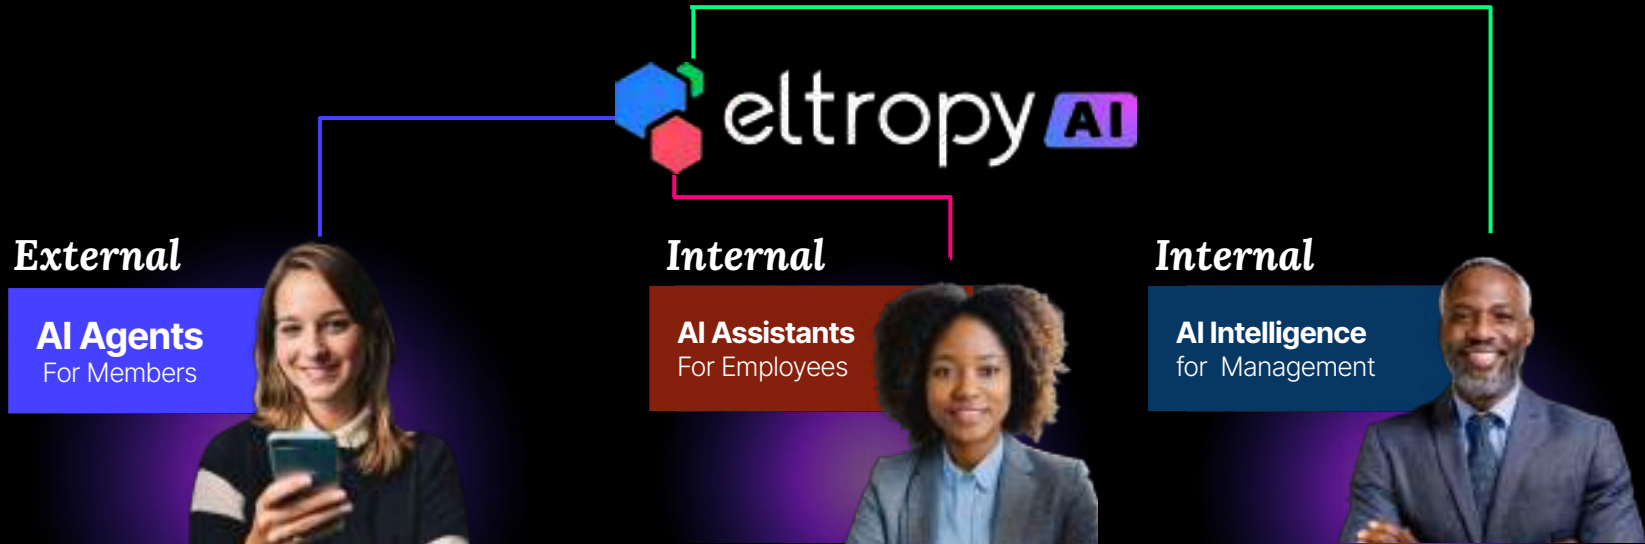 eltropy AI
External
AI Agents
For Members
Internal
AI Assistants
For Employees
Internal
AI Intelligence
for Management